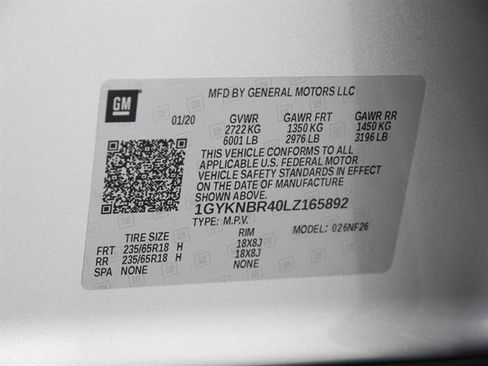 GM
MFD BY GENERAL MOTORS LLC
01/20 GVWR GAWR FRT GAWR RR
2722 KG 1350 KG 1450 KG
6001 LB 2976 LB 3196 LB
THIS VEHICLE CONFORMS TO ALL
APPLICABLE U.S. FEDERAL MOTOR
VEHICLE SAFETY STANDARDS IN EFFECT
ON THE DATE OF MANUFACTURE
SHOWN ABOVE.
1GYKNBR40LZ165892
TYPE: M.P.V. MODEL: 026NF26
TIRE SIZE RIM
FRT 235/65R18 H 18X8J
RR 235/65R18 H 18X8J
SPA NONE NONE